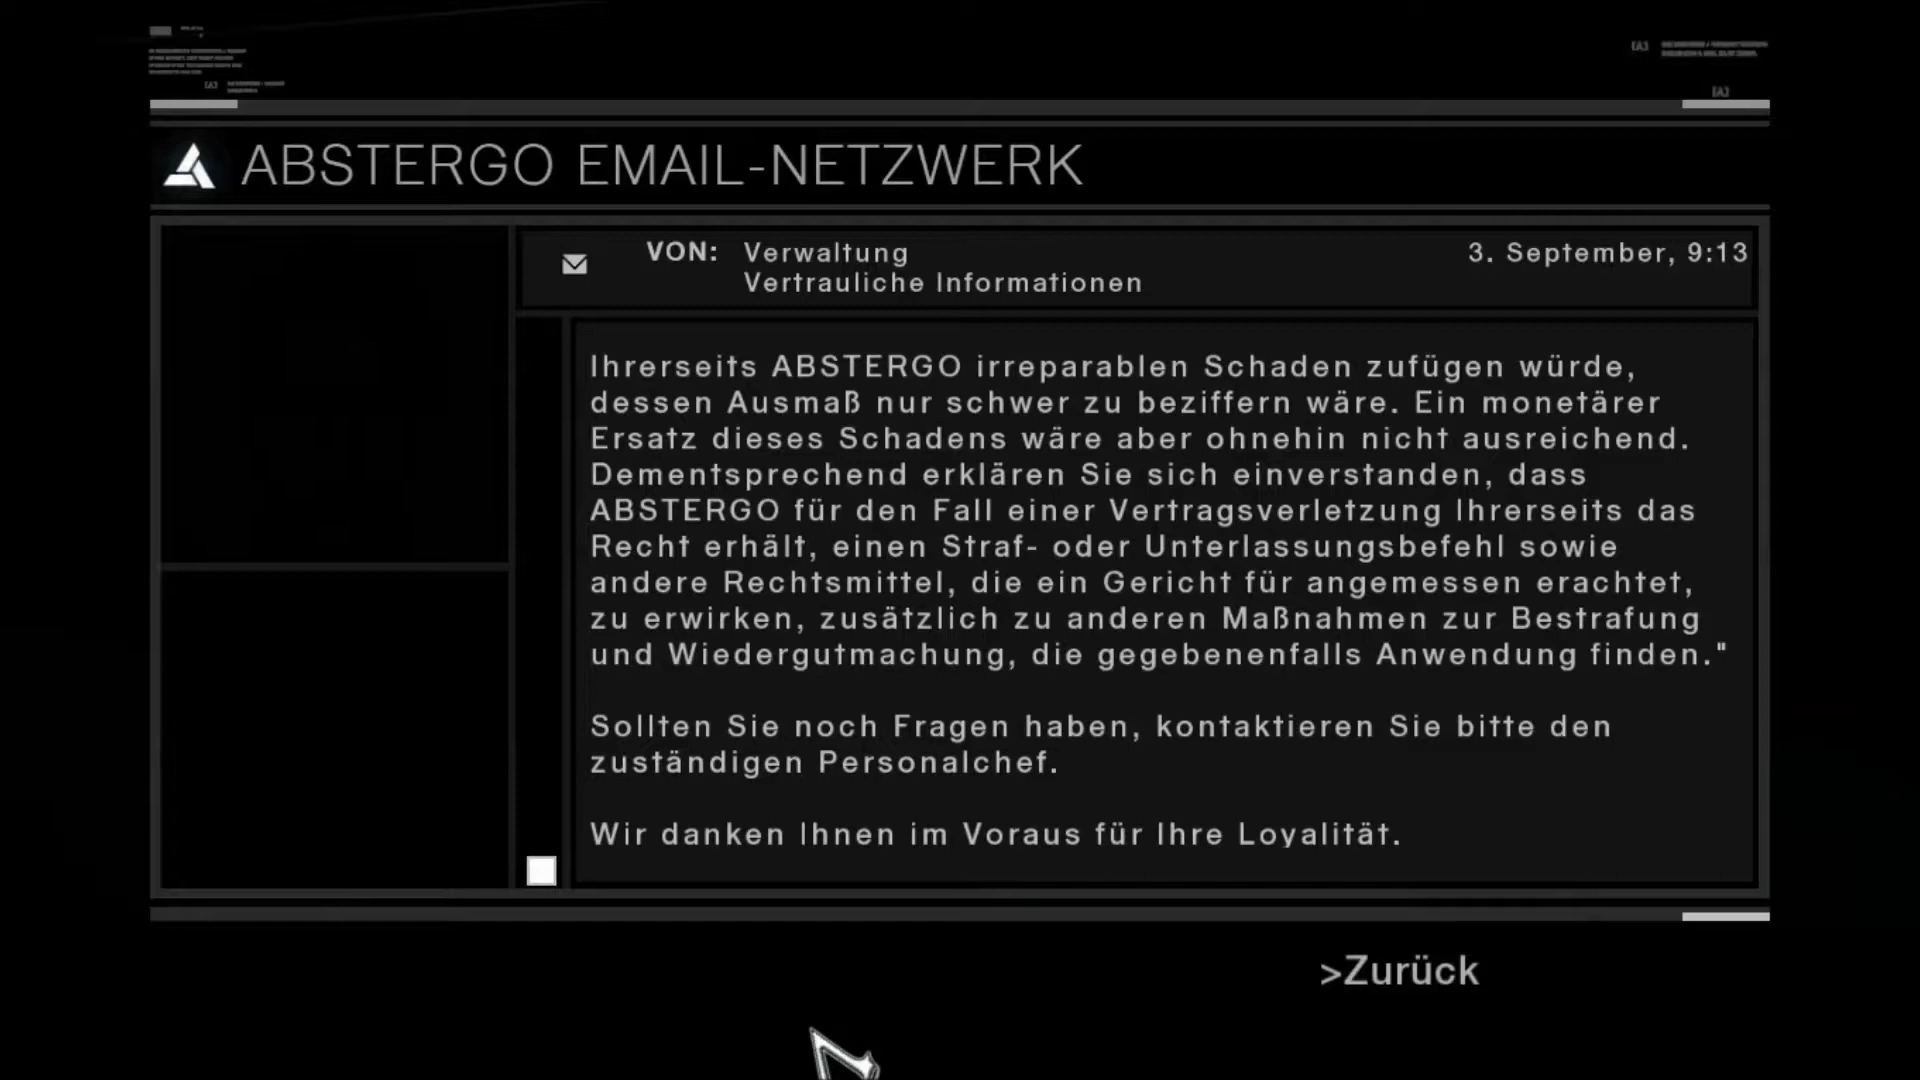 [A]
[A]
[A]
ABSTERGO EMAIL-NETZWERK
VON: Verwaltung
3. September, 9:13
Vertrauliche Informationen
Ihrerseits ABSTERGO irreparablen Schaden zufügen würde,
dessen Ausmaß nur schwer zu beziffern wäre. Ein monetärer
Ersatz dieses Schadens wäre aber ohnehin nicht ausreichend.
Dementsprechend erklären Sie sich einverstanden, dass
ABSTERGO für den Fall einer Vertragsverletzung Ihrerseits das
Recht erhält, einen Straf- oder Unterlassungsbefehl sowie
andere Rechtsmittel, die ein Gericht für angemessen erachtet,
zu erwirken, zusätzlich zu anderen Maßnahmen zur Bestrafung
und Wiedergutmachung, die gegebenenfalls Anwendung finden."
Sollten Sie noch Fragen haben, kontaktieren Sie bitte den
zuständigen Personalchef.
Wir danken Ihnen im Voraus für Ihre Loyalität.
>Zurück